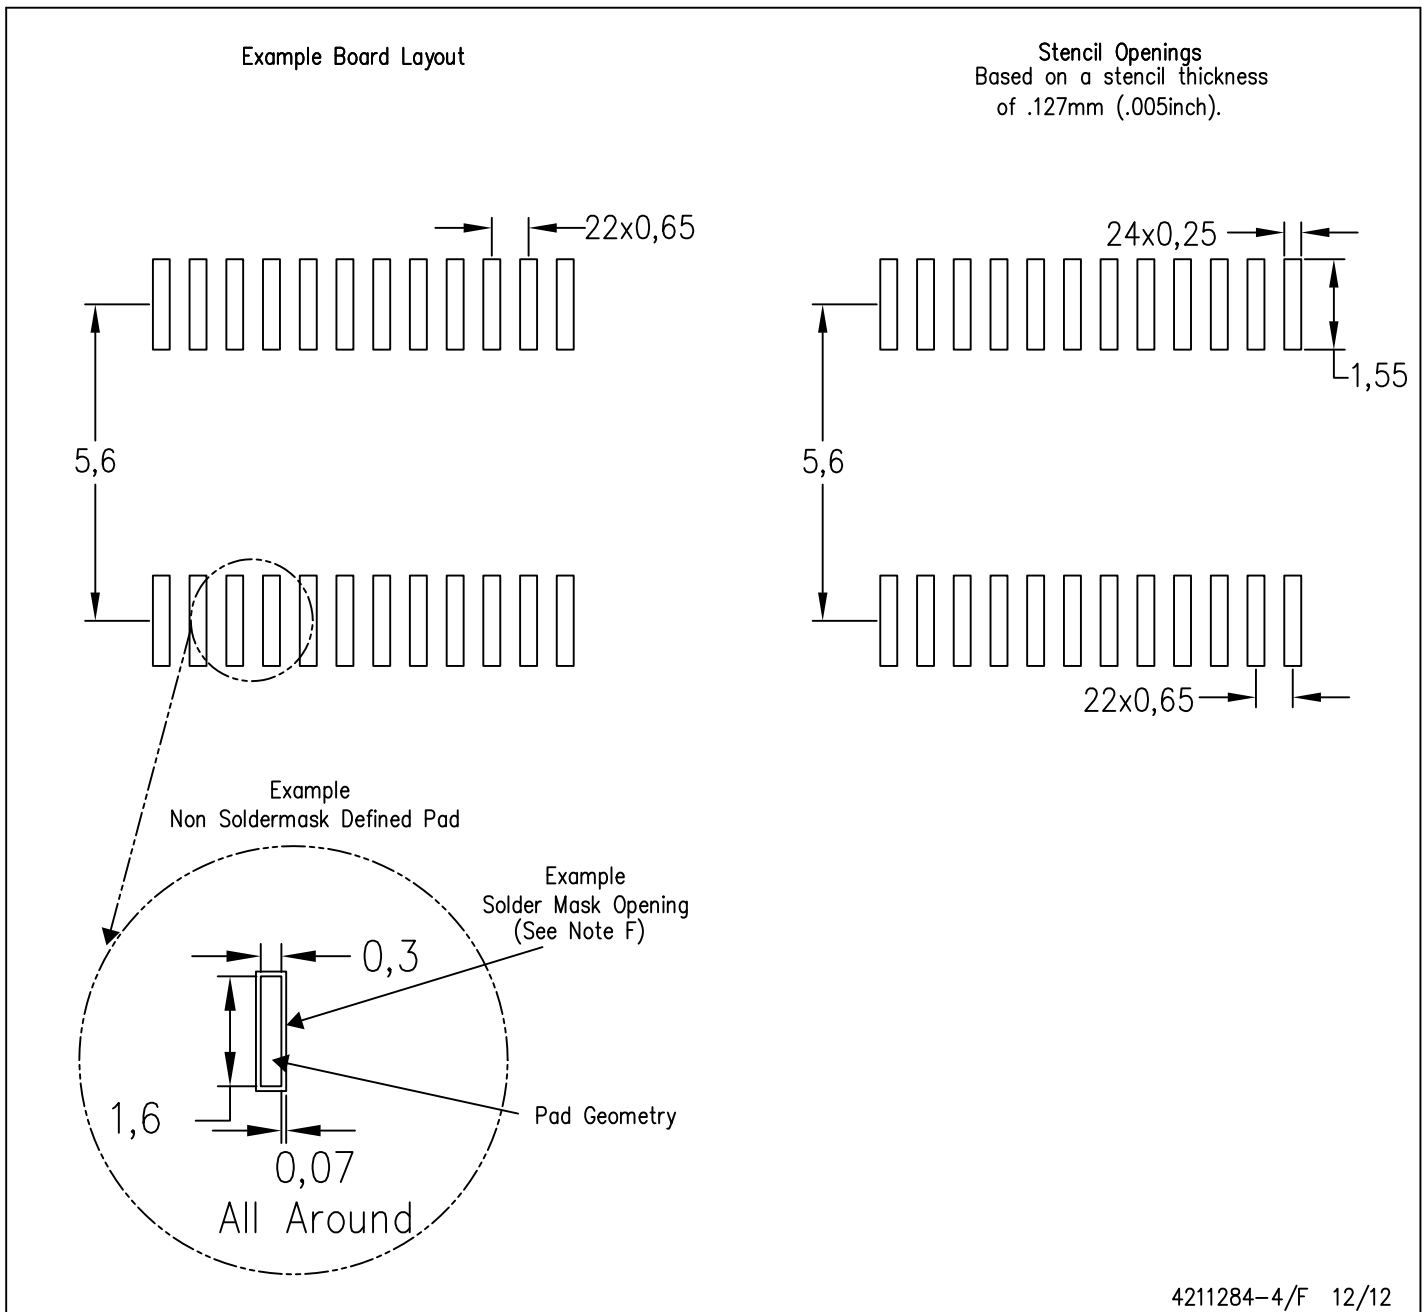 Example Board Layout
Stencil Openings
Based on a stencil thickness
of .127mm (.005inch).
22x0,65
24x0,25
1,55
5,6
5,6
22x0,65
Example
Non Soldermask Defined Pad
Example
Solder Mask Opening
(See Note F)
0,3
1,6
Pad Geometry
0,07
All Around
4211284-4/F 12/12